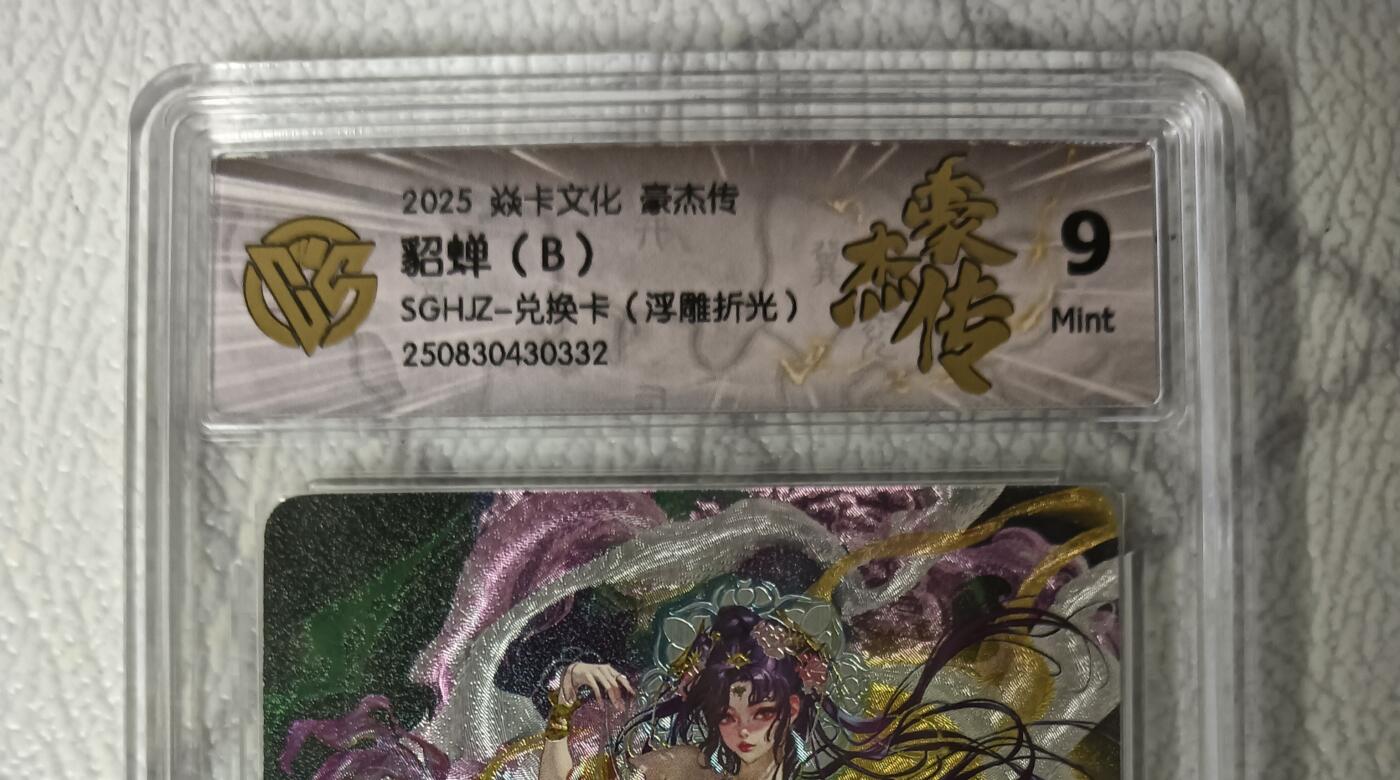 2025 焱卡文化 豪杰传
貂蝉（B）
SGHJZ-兑换卡（浮雕折光）
250830430332
豪杰传
9
Mint